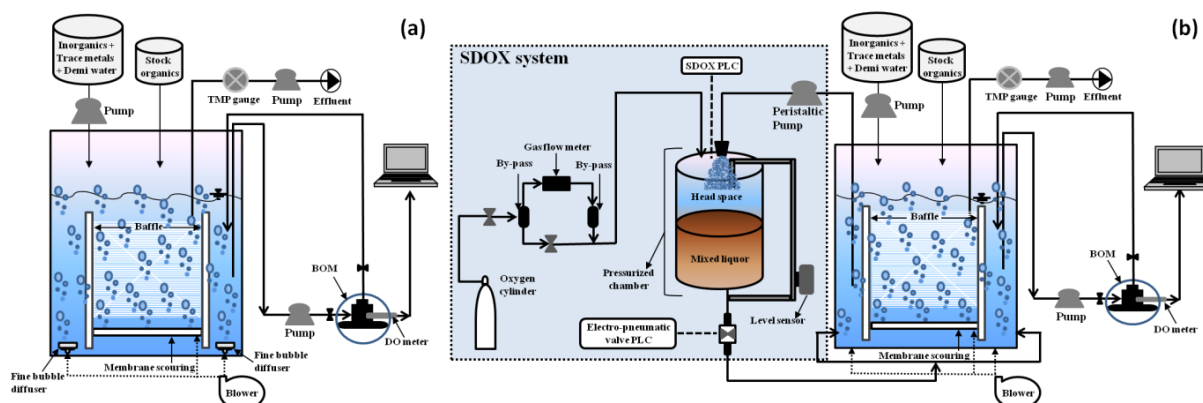 (a)
Inorganics +
Trace metals
+ Demi water
Stock
organics
Pump
TMP gauge
Pump
Effluent
Baffle
BOM
Pump
DO meter
Fine bubble
diffuser
Membrane scouring
Fine bubble
diffuser
Blower
SDOX system
SDOX PLC
Gas flow meter
By-pass
By-pass
Peristaltic
Pump
Head space
Mixed liquor
Pressurized
chamber
Oxygen
cylinder
Level sensor
Electro-pneumatic
valve PLC
(b)
Inorganics +
Trace metals
+ Demi water
Stock
organics
Pump
TMP gauge
Pump
Effluent
Baffle
BOM
Pump
DO meter
Membrane scouring
Blower